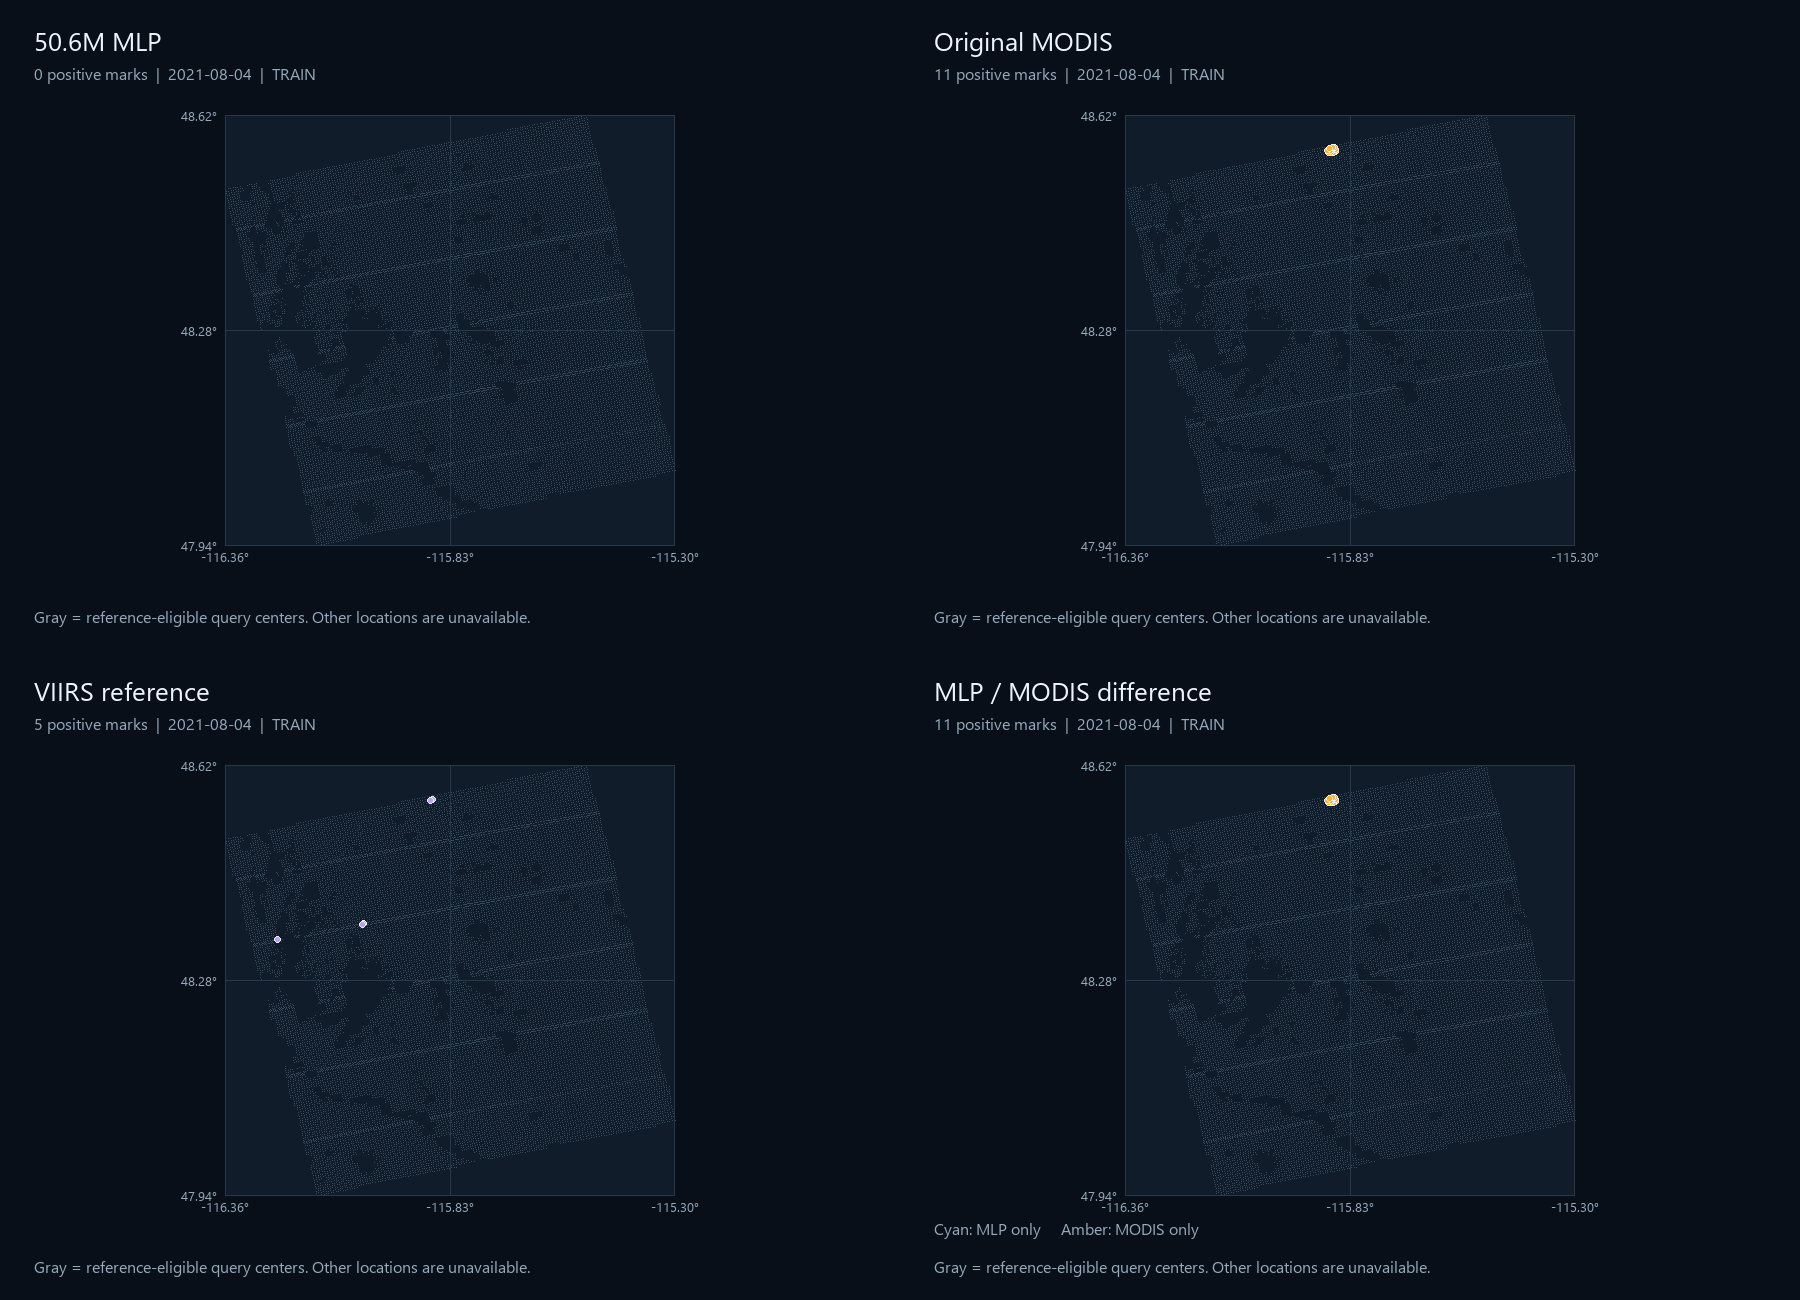 50.6M MLP
0 positive marks | 2021-08-04 | TRAIN
48.62°
48.28°
47.94°
-116.36°
-115.83°
-115.30°
Gray = reference-eligible query centers. Other locations are unavailable.
Original MODIS
11 positive marks | 2021-08-04 | TRAIN
48.62°
48.28°
47.94°
-116.36°
-115.83°
-115.30°
Gray = reference-eligible query centers. Other locations are unavailable.
VIIRS reference
5 positive marks | 2021-08-04 | TRAIN
48.62°
48.28°
47.94°
-116.36°
-115.83°
-115.30°
Gray = reference-eligible query centers. Other locations are unavailable.
MLP / MODIS difference
11 positive marks | 2021-08-04 | TRAIN
48.62°
48.28°
47.94°
-116.36°
-115.83°
-115.30°
Cyan: MLP only Amber: MODIS only
Gray = reference-eligible query centers. Other locations are unavailable.